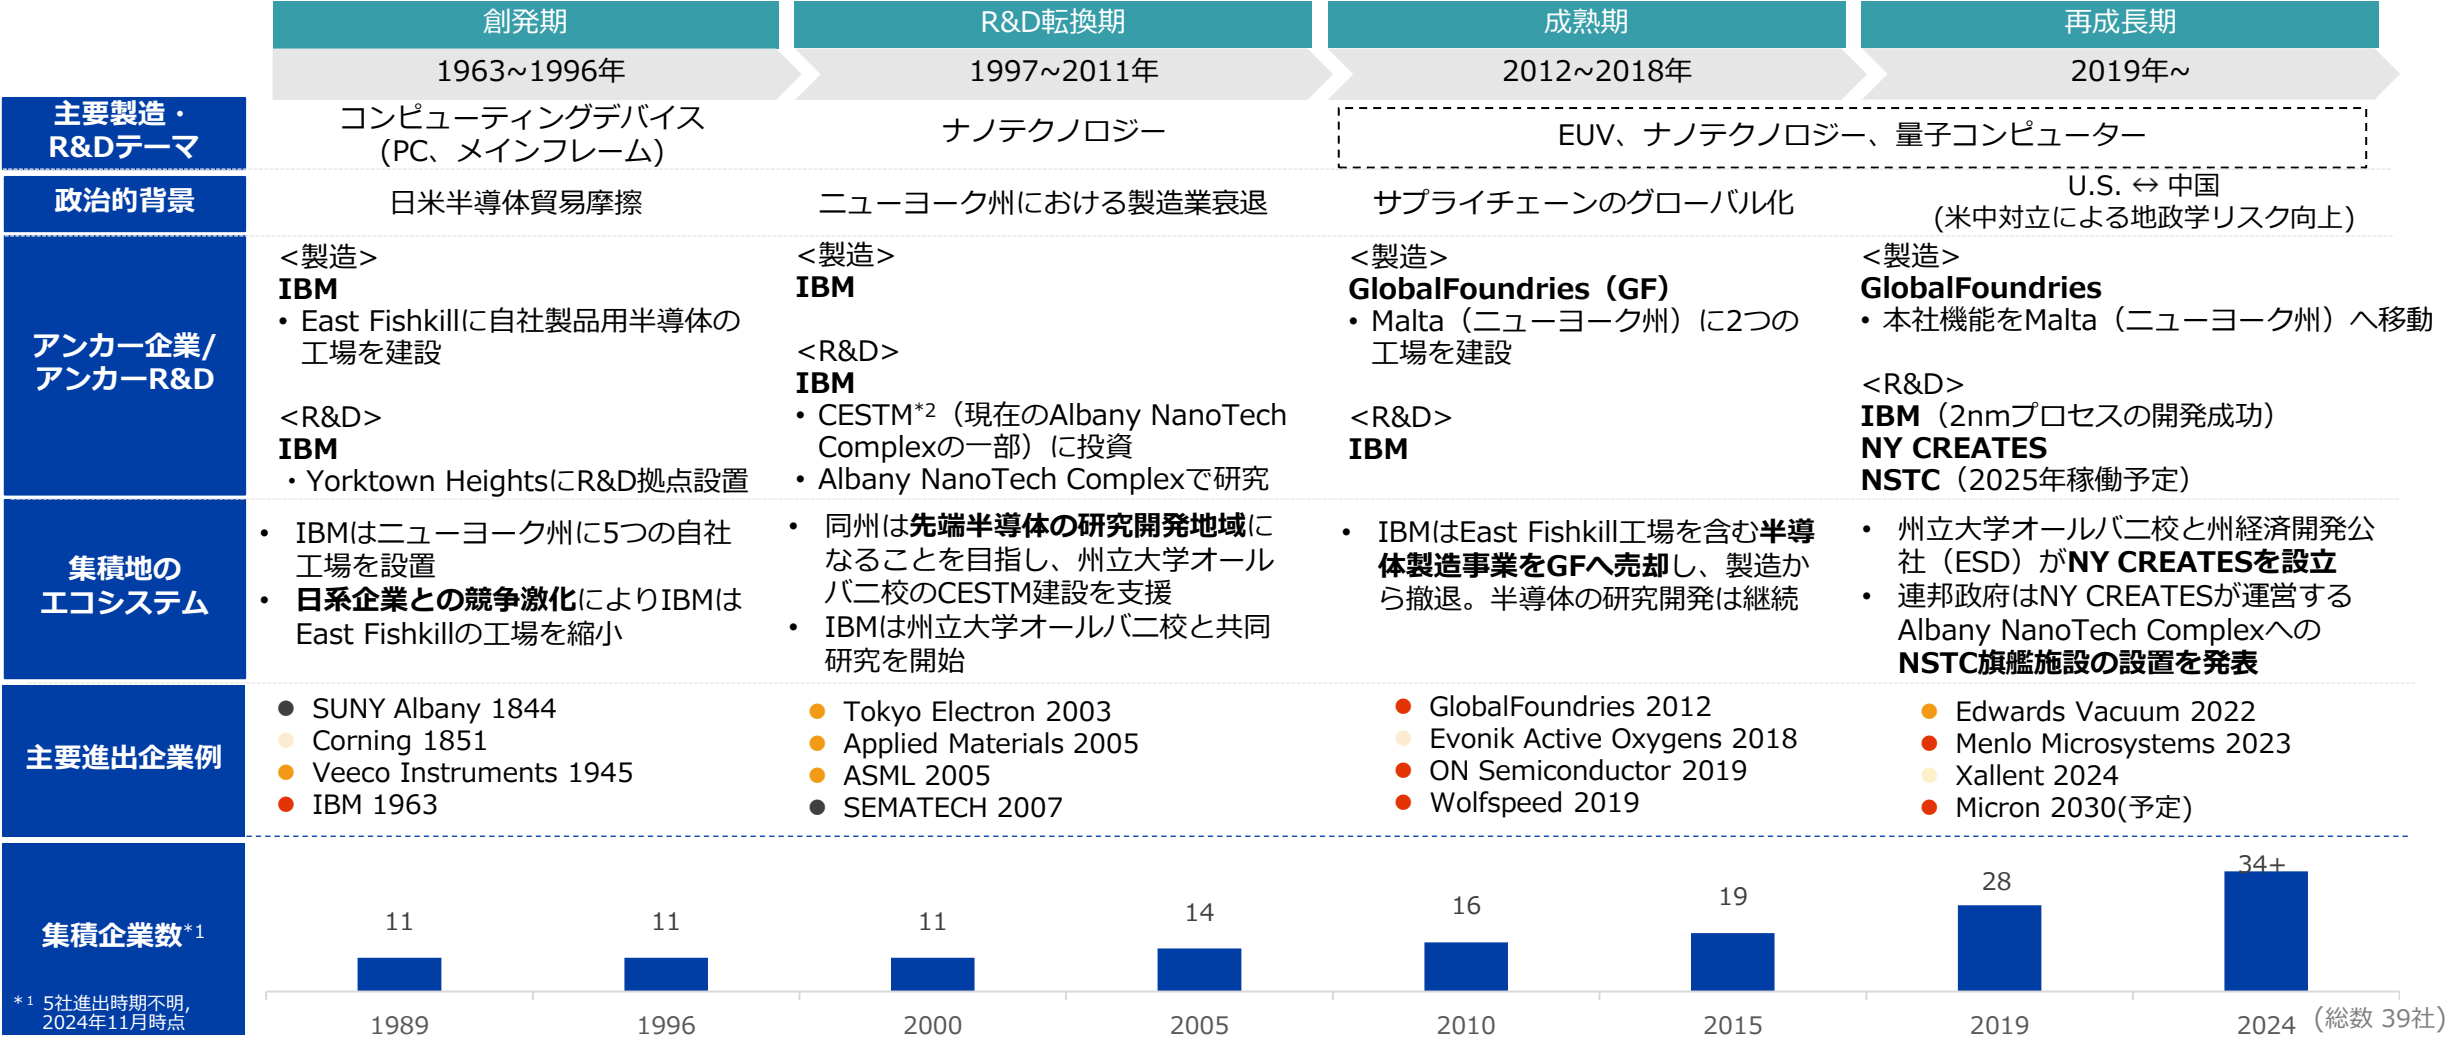 創発期
R&D転換期
成熟期
再成長期
1963~1996年
1997~2011年
2012~2018年
2019年~
主要製造・
R&Dテーマ
コンピューティングデバイス
(PC、メインフレーム)
ナノテクノロジー
EUV、ナノテクノロジー、量子コンピューター
政治的背景
日米半導体貿易摩擦
ニューヨーク州における製造業衰退
サプライチェーンのグローバル化
U.S. ↔ 中国
(米中対立による地政学リスク向上)
アンカー企業/
アンカーR&D
<製造>
IBM
• East Fishkillに自社製品用半導体の
工場を建設
<R&D>
IBM
・Yorktown HeightsにR&D拠点設置
<製造>
IBM
<R&D>
IBM
• CESTM*2（現在のAlbany NanoTech
Complexの一部）に投資
• Albany NanoTech Complexで研究
<製造>
GlobalFoundries（GF）
• Malta（ニューヨーク州）に2つの
工場を建設
<R&D>
IBM
<製造>
GlobalFoundries
• 本社機能をMalta（ニューヨーク州）へ移動
<R&D>
IBM（2nmプロセスの開発成功）
NY CREATES
NSTC（2025年稼働予定）
集積地の
エコシステム
• IBMはニューヨーク州に5つの自社
工場を設置
• 日系企業との競争激化によりIBMは
East Fishkillの工場を縮小
• 同州は先端半導体の研究開発地域に
なることを目指し、州立大学オール
バニ校のCESTM建設を支援
• IBMは州立大学オールバニ校と共同
研究を開始
• IBMはEast Fishkill工場を含む半導
体製造事業をGFへ売却し、製造か
ら撤退。半導体の研究開発は継続
• 州立大学オールバニ校と州経済開発公
社（ESD）がNY CREATESを設立
• 連邦政府はNY CREATESが運営する
Albany NanoTech Complexへの
NSTC旗艦施設の設置を発表
主要進出企業例
SUNY Albany 1844
Corning 1851
Veeco Instruments 1945
IBM 1963
Tokyo Electron 2003
Applied Materials 2005
ASML 2005
SEMATECH 2007
GlobalFoundries 2012
Evonik Active Oxygens 2018
ON Semiconductor 2019
Wolfspeed 2019
Edwards Vacuum 2022
Menlo Microsystems 2023
Xallent 2024
Micron 2030(予定)
集積企業数*1
*1 5社進出時期不明,
2024年11月時点
11
11
11
14
16
19
28
34+
1989
1996
2000
2005
2010
2015
2019
2024
(総数 39社)